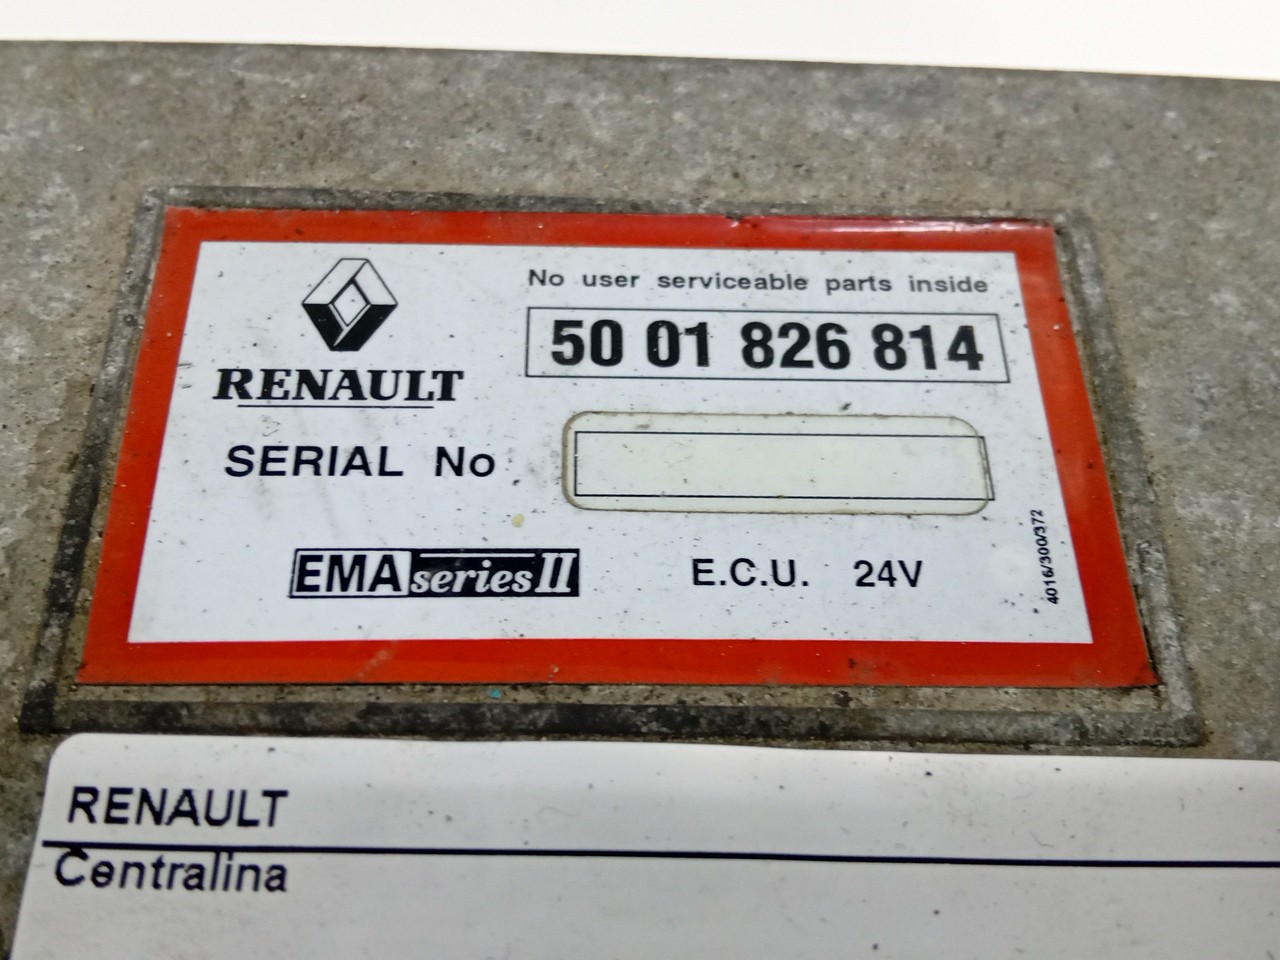 No user serviceable parts inside
50 01 826 814
RENAULT
SERIAL No
EMA series II
E.C.U. 24V
4016/300/372
RENAULT
Centralina